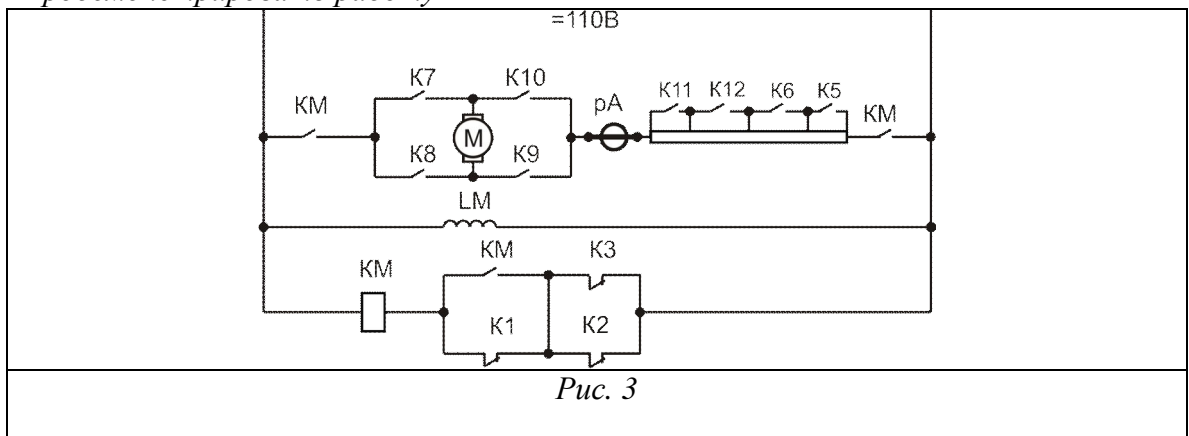 =110В
К7 К10
КМ рА К11 К12 К6 К5 КМ
М
К8 К9
LM
КМ К3
КМ
К1 К2
Рис. 3